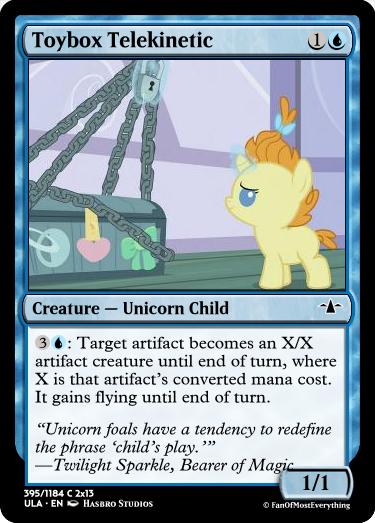 Toybox Telekinetic 1
Creature — Unicorn Child
3: Target artifact becomes an X/X
artifact creature until end of turn, where
X is that artifact's converted mana cost.
It gains flying until end of turn.
“Unicorn foals have a tendency to redefine
the phrase ‘child's play.’”
—Twilight Sparkle, Bearer of Magic
1/1
395/1184 C 2x13
ULA • EN HASBRO STUDIOS
© FanOfMostEverything